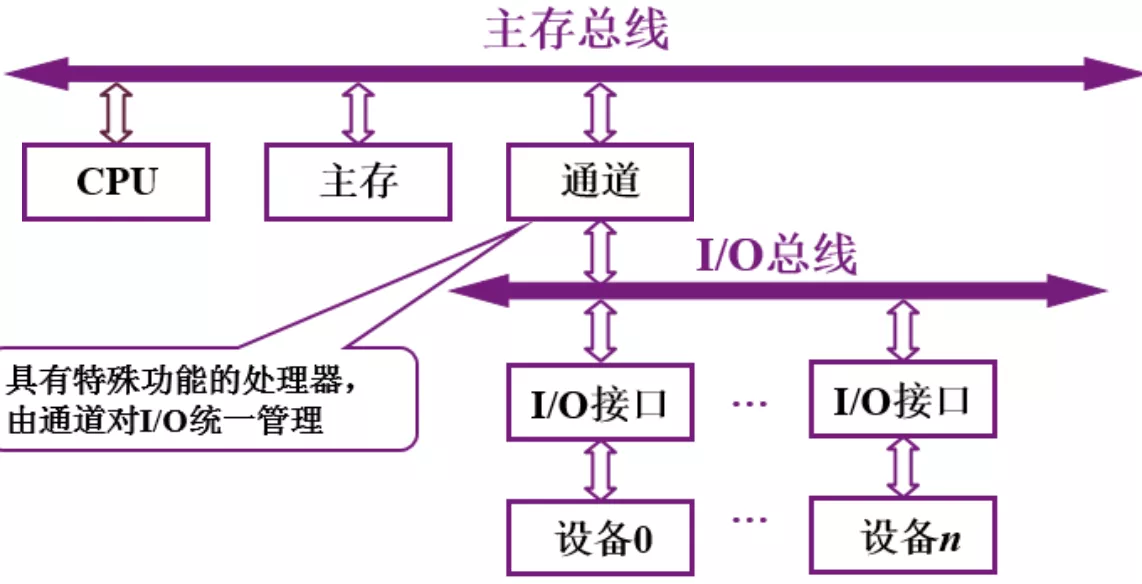 主存总线
CPU
主存
通道
I/O总线
具有特殊功能的处理器，
由通道对I/O统一管理
I/O接口
…
I/O接口
设备0
…
设备n